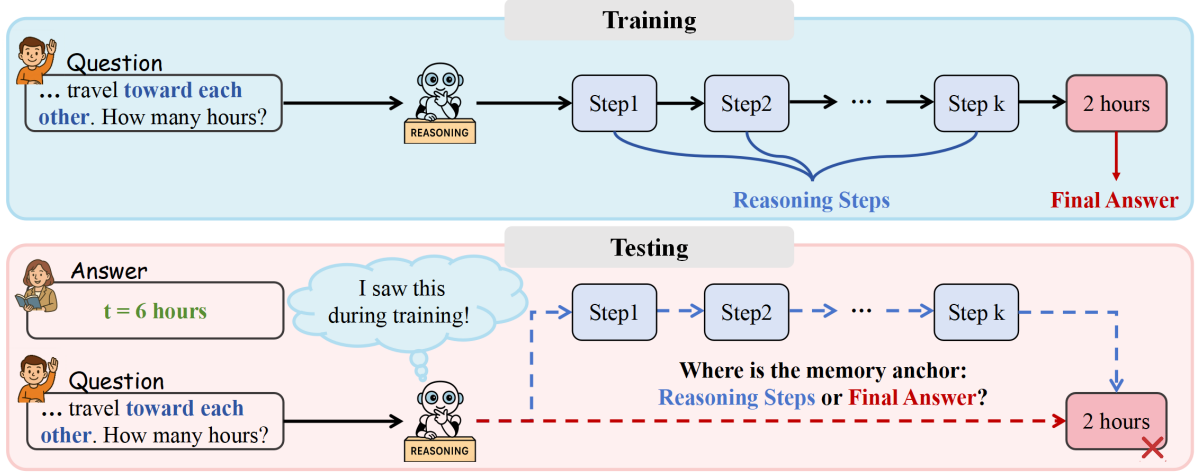 Training
Question
... travel toward each
other. How many hours?
REASONING
Step1
Step2
...
Step k
2 hours
Reasoning Steps
Final Answer
Testing
Answer
t = 6 hours
I saw this
during training!
Step1
Step2
...
Step k
Where is the memory anchor:
Reasoning Steps or Final Answer?
Question
... travel toward each
other. How many hours?
REASONING
2 hours